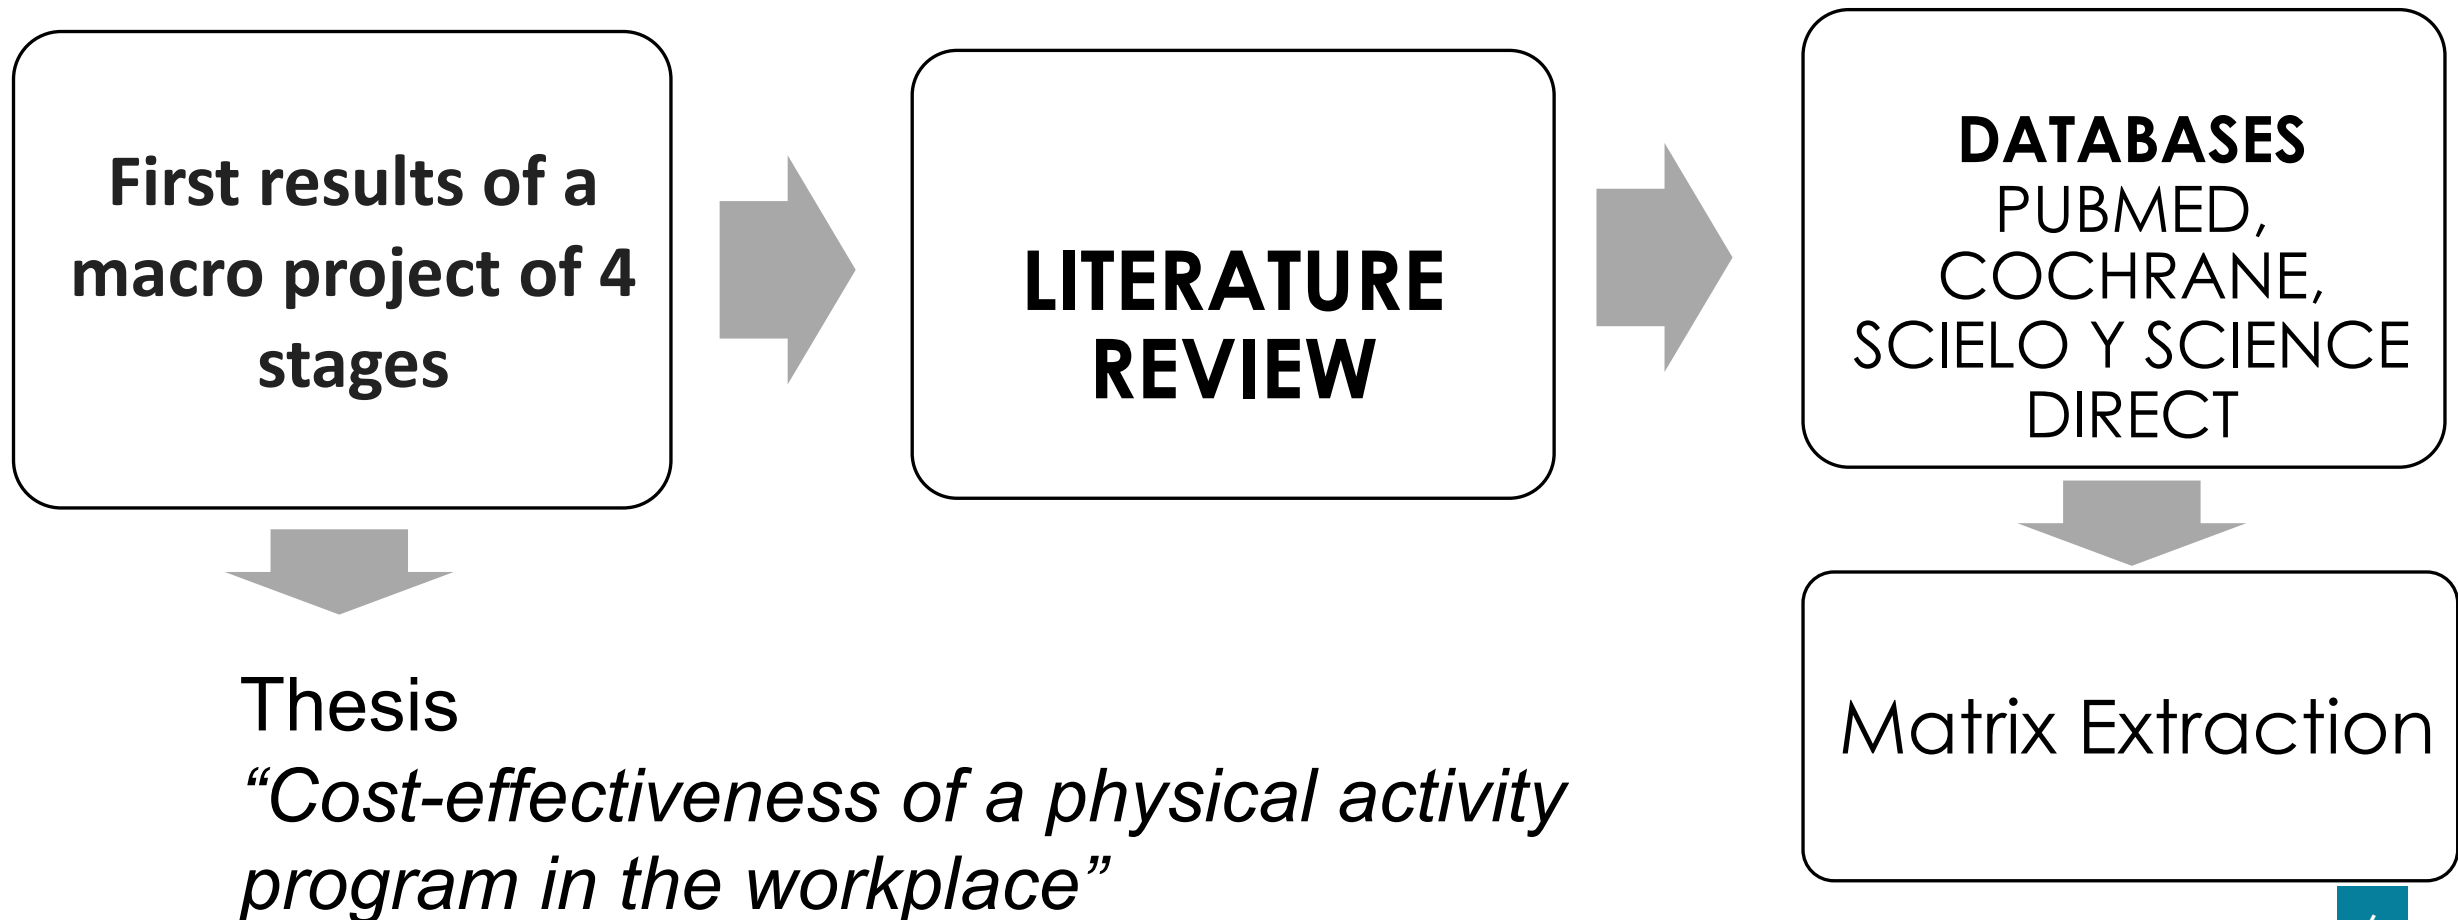 First results of a
macro project of 4
stages
LITERATURE
REVIEW
DATABASES
PUBMED,
COCHRANE,
SCIELO Y SCIENCE
DIRECT
Matrix Extraction
Thesis
“Cost-effectiveness of a physical activity
program in the workplace”